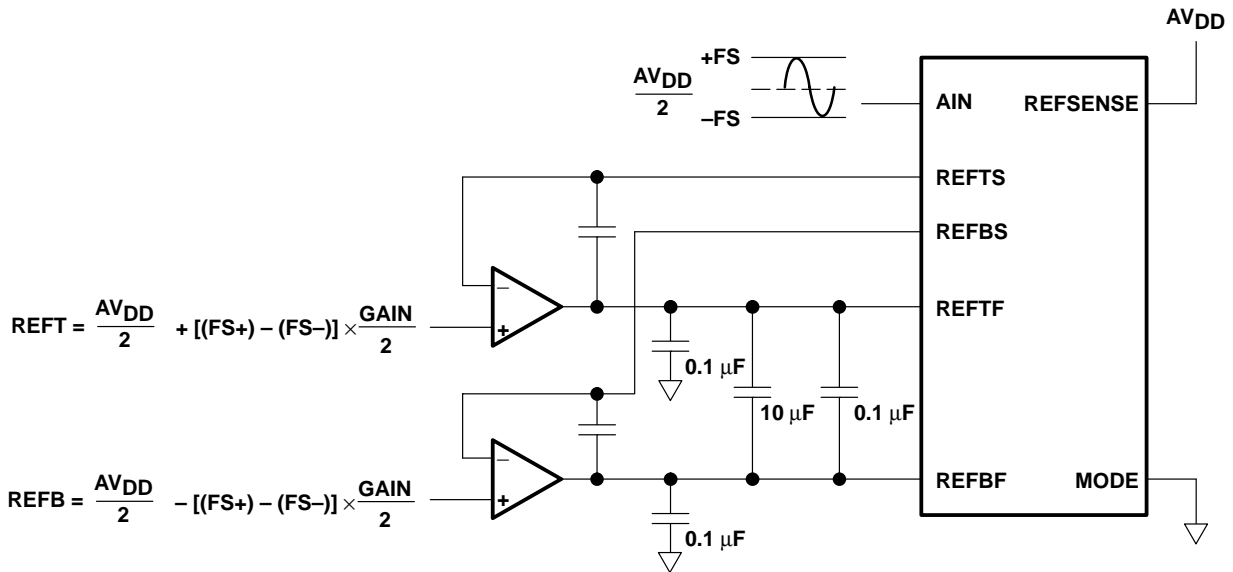 AVDD
+FS
AVDD
2
–FS
AIN
REFSENSE
REFTS
REFBS
–
+
REFT = AVDD
2
+ [(FS+) – (FS–)] × GAIN
2
REFTF
0.1 μF
10 μF
0.1 μF
–
+
REFB = AVDD
2
– [(FS+) – (FS–)] × GAIN
2
REFBF
MODE
0.1 μF